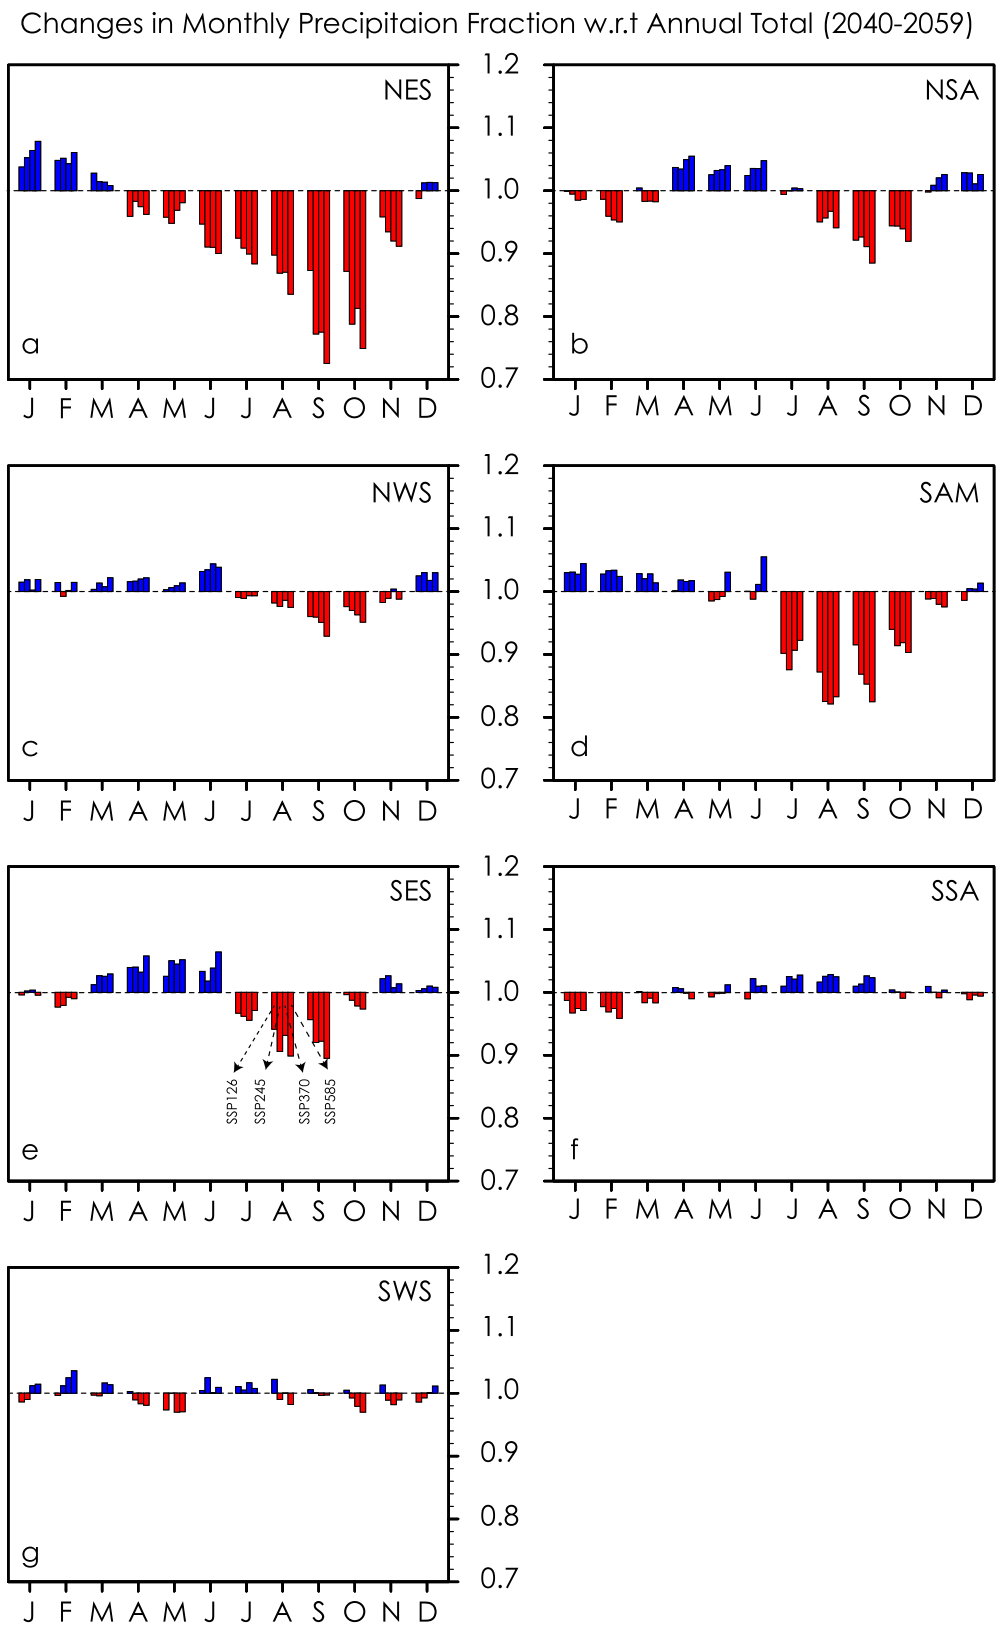 Changes in Monthly Precipitaion Fraction w.r.t Annual Total (2040-2059)
NES
1.2
1.1
1.0
0.9
0.8
0.7
NSA
a
b
J F M A M J J A S O N D
J F M A M J J A S O N D
NWS
1.2
1.1
1.0
0.9
0.8
0.7
SAM
c
d
J F M A M J J A S O N D
J F M A M J J A S O N D
SES
1.2
1.1
1.0
0.9
0.8
0.7
SSA
SSP126
SSP245
SSP370
SSP585
e
f
J F M A M J J A S O N D
J F M A M J J A S O N D
SWS
1.2
1.1
1.0
0.9
0.8
0.7
g
J F M A M J J A S O N D